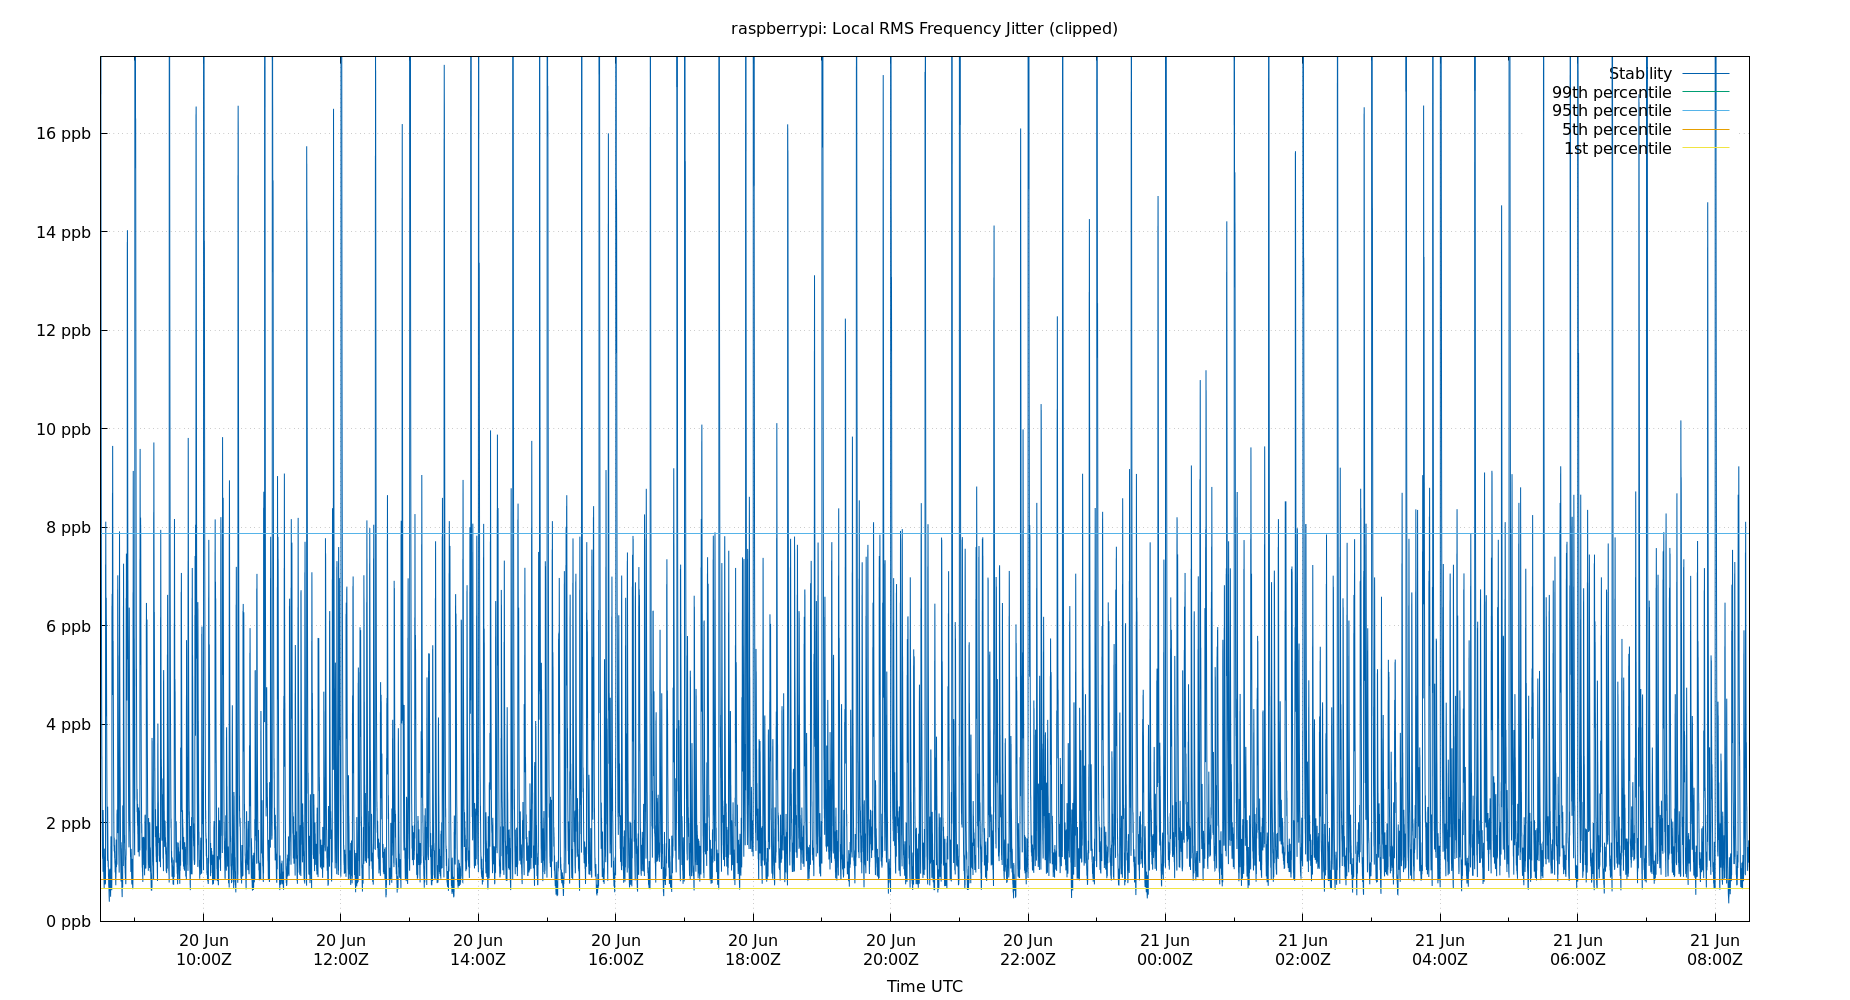 raspberrypi: Local RMS Frequency Jitter (clipped)
Stability
99th percentile
95th percentile
5th percentile
1st percentile
16 ppb
14 ppb
12 ppb
10 ppb
8 ppb
6 ppb
4 ppb
2 ppb
0 ppb
20 Jun 20 Jun 20 Jun 20 Jun 20 Jun 20 Jun 20 Jun 21 Jun 21 Jun 21 Jun 21 Jun 21 Jun
10:00Z 12:00Z 14:00Z 16:00Z 18:00Z 20:00Z 22:00Z 00:00Z 02:00Z 04:00Z 06:00Z 08:00Z
Time UTC